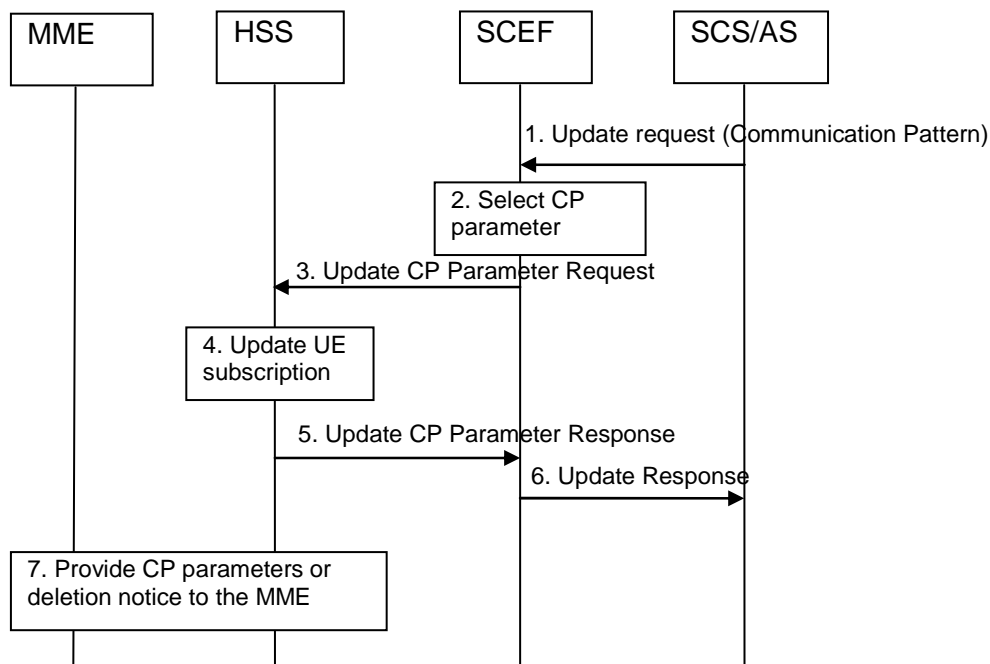 MME
HSS
SCEF
SCS/AS
1. Update request (Communication Pattern)
2. Select CP
parameter
3. Update CP Parameter Request
4. Update UE
subscription
5. Update CP Parameter Response
6. Update Response
7. Provide CP parameters or
deletion notice to the MME